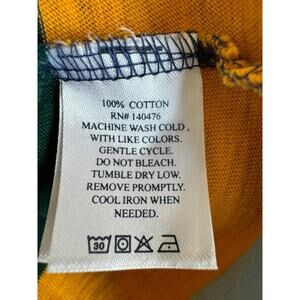 100% COTTON
RN# 140476
MACHINE WASH COLD ,
WITH LIKE COLORS.
GENTLE CYCLE.
DO NOT BLEACH.
TUMBLE DRY LOW.
REMOVE PROMPTLY.
COOL IRON WHEN
NEEDED.
30